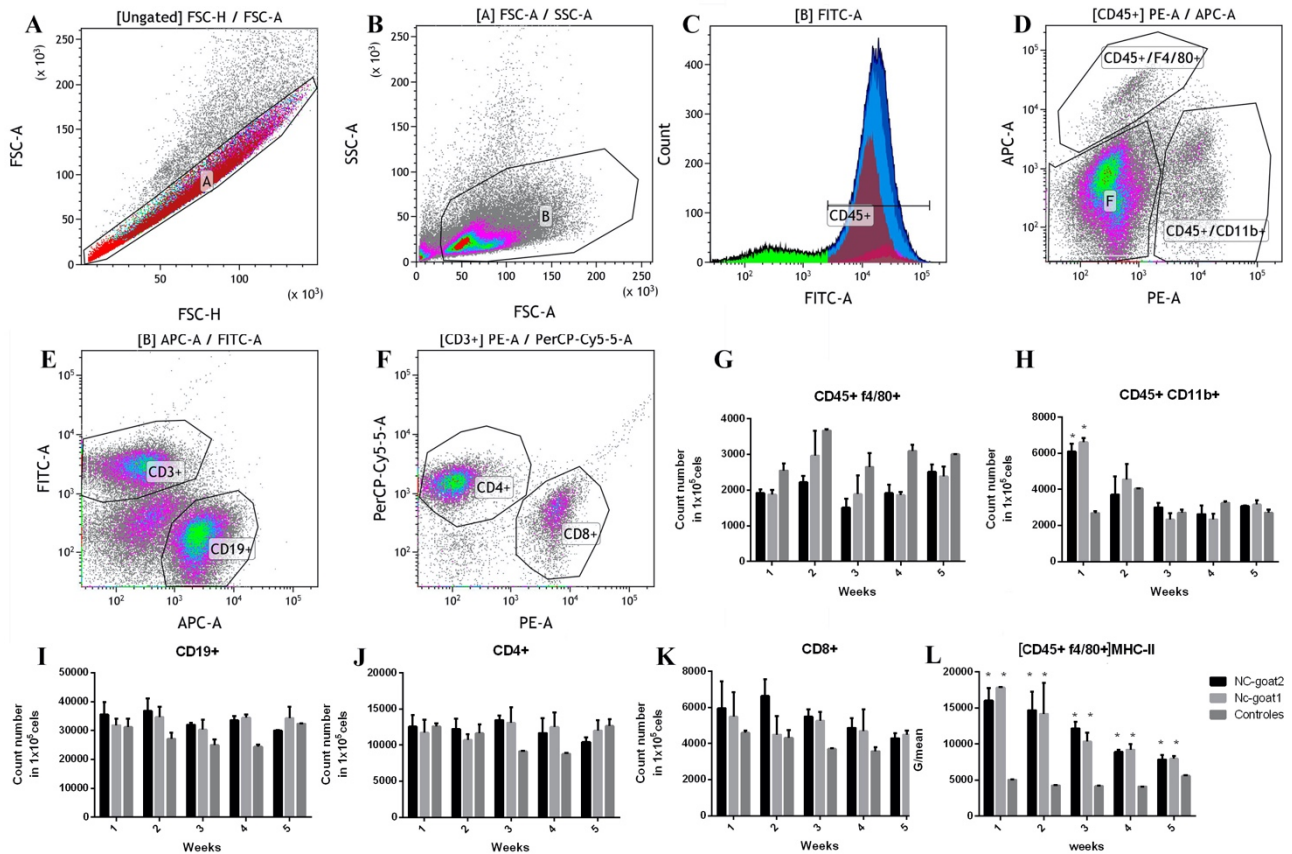 A
[Ungated] FSC-H / FSC-A
FSC-A
(x 10³)
250
200
150
100
50
0
A
50
100
(x 10³)
FSC-H
B
[A] FSC-A / SSC-A
SSC-A
(x 10³)
250
200
150
100
50
0
B
0
50
100
150
200
250
(x 10³)
FSC-A
C
[B] FITC-A
Count
400
300
200
100
0
CD45+
10²
10³
10⁴
10⁵
FITC-A
D
[CD45+] PE-A / APC-A
APC-A
10⁵
10⁴
10³
10²
CD45+/F4/80+
F
CD45+/CD11b+
10²
10³
10⁴
10⁵
PE-A
E
[B] APC-A / FITC-A
FITC-A
10⁵
10⁴
10³
10²
CD3+
CD19+
10²
10³
10⁴
10⁵
APC-A
F
[CD3+] PE-A / PerCP-Cy5-5-A
PerCP-Cy5-5-A
10⁵
10⁴
10³
10²
CD4+
CD8+
10²
10³
10⁴
10⁵
PE-A
G
CD45+ f4/80+
Count number
in 1x10⁵cels
4000
3000
2000
1000
0
1
2
3
4
5
Weeks
H
CD45+ CD11b+
Count number
in 1x10⁵cels
8000
6000
4000
2000
0
* *
1
2
3
4
5
Weeks
I
CD19+
Count number
in 1x10⁵cels
50000
40000
30000
20000
10000
0
1
2
3
4
5
Weeks
J
CD4+
Count number
in 1x10⁵cels
25000
20000
15000
10000
5000
0
1
2
3
4
5
Weeks
K
CD8+
Count number
in 1x10⁵cels
8000
6000
4000
2000
0
1
2
3
4
5
Weeks
L
[CD45+ f4/80+]MHC-II
G/mean
20000
15000
10000
5000
0
* *
* *
* *
* *
* *
1
2
3
4
5
weeks
NC-goat2
Nc-goat1
Controles